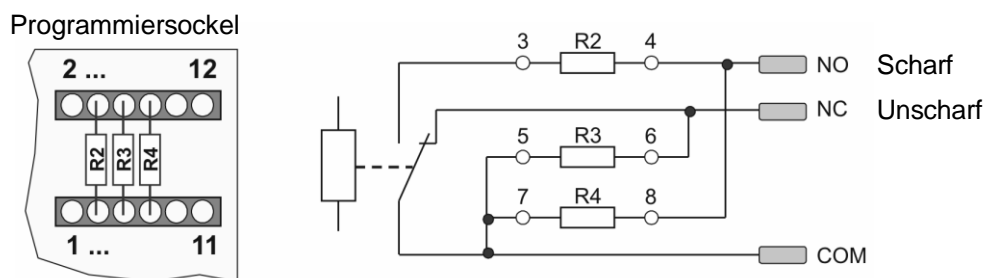 Programmiersockel
2 ... 12
R2 R3 R4
1 ... 11
3 R2 4
NO Scharf
NC Unscharf
5 R3 6
7 R4 8
COM